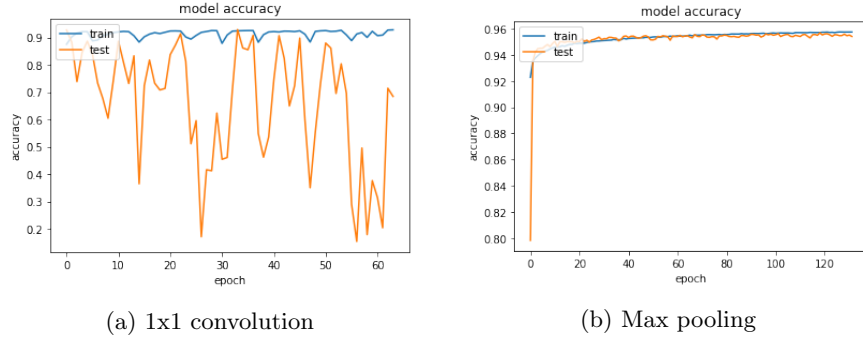 model accuracy
train
test
accuracy
0.9
0.8
0.7
0.6
0.5
0.4
0.3
0.2
0 10 20 30 40 50 60
epoch
(a) 1x1 convolution
model accuracy
train
test
accuracy
0.96
0.94
0.92
0.90
0.88
0.86
0.84
0.82
0.80
0 20 40 60 80 100 120
epoch
(b) Max pooling